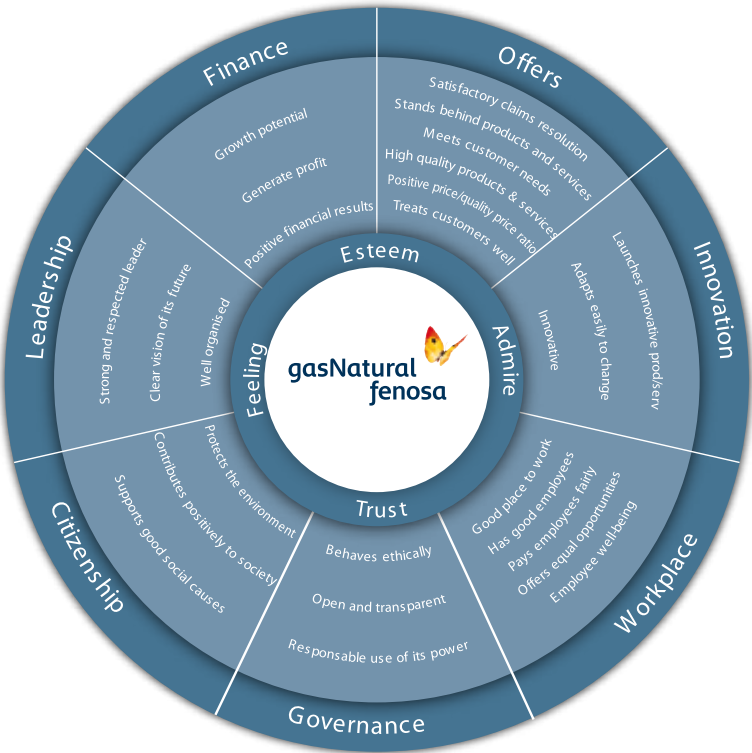 Finance
Growth potential
Generate profit
Positive financial results
Offers
Satisfactory claims resolution
Stands behind products and services
Meets customer needs
High quality products & services
Positive price/quality price ratio
Treats customers well
Innovation
Launches innovative prod/serv
Adapts easily to change
Innovative
Workplace
Good place to work
Has good employees
Pays employees fairly
Offers equal opportunities
Employee well-being
Governance
Behaves ethically
Open and transparent
Responsable use of its power
Citizenship
Protects the environment
Contributes positively to society
Supports good social causes
Leadership
Strong and respected leader
Clear vision of its future
Well organised
Esteem
Admire
Trust
Feeling
gasNatural
fenosa